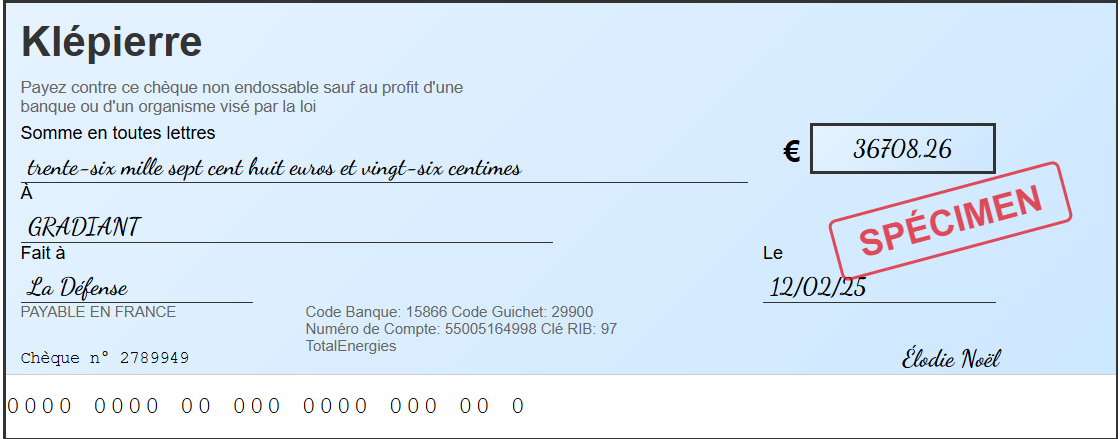 Klépierre
Payez contre ce chèque non endossable sauf au profit d'une
banque ou d'un organisme visé par la loi
Somme en toutes lettres
trente-six mille sept cent huit euros et vingt-six centimes
€ 36708.26
À
GRADIANT
SPÉCIMEN
Fait à
Le
La Défense
12/02/25
PAYABLE EN FRANCE
Code Banque: 15866 Code Guichet: 29900
Numéro de Compte: 55005164998 Clé RIB: 97
TotalEnergies
Chèque n° 2789949
Élodie Noël
0000 0000 00 000 0000 000 00 0